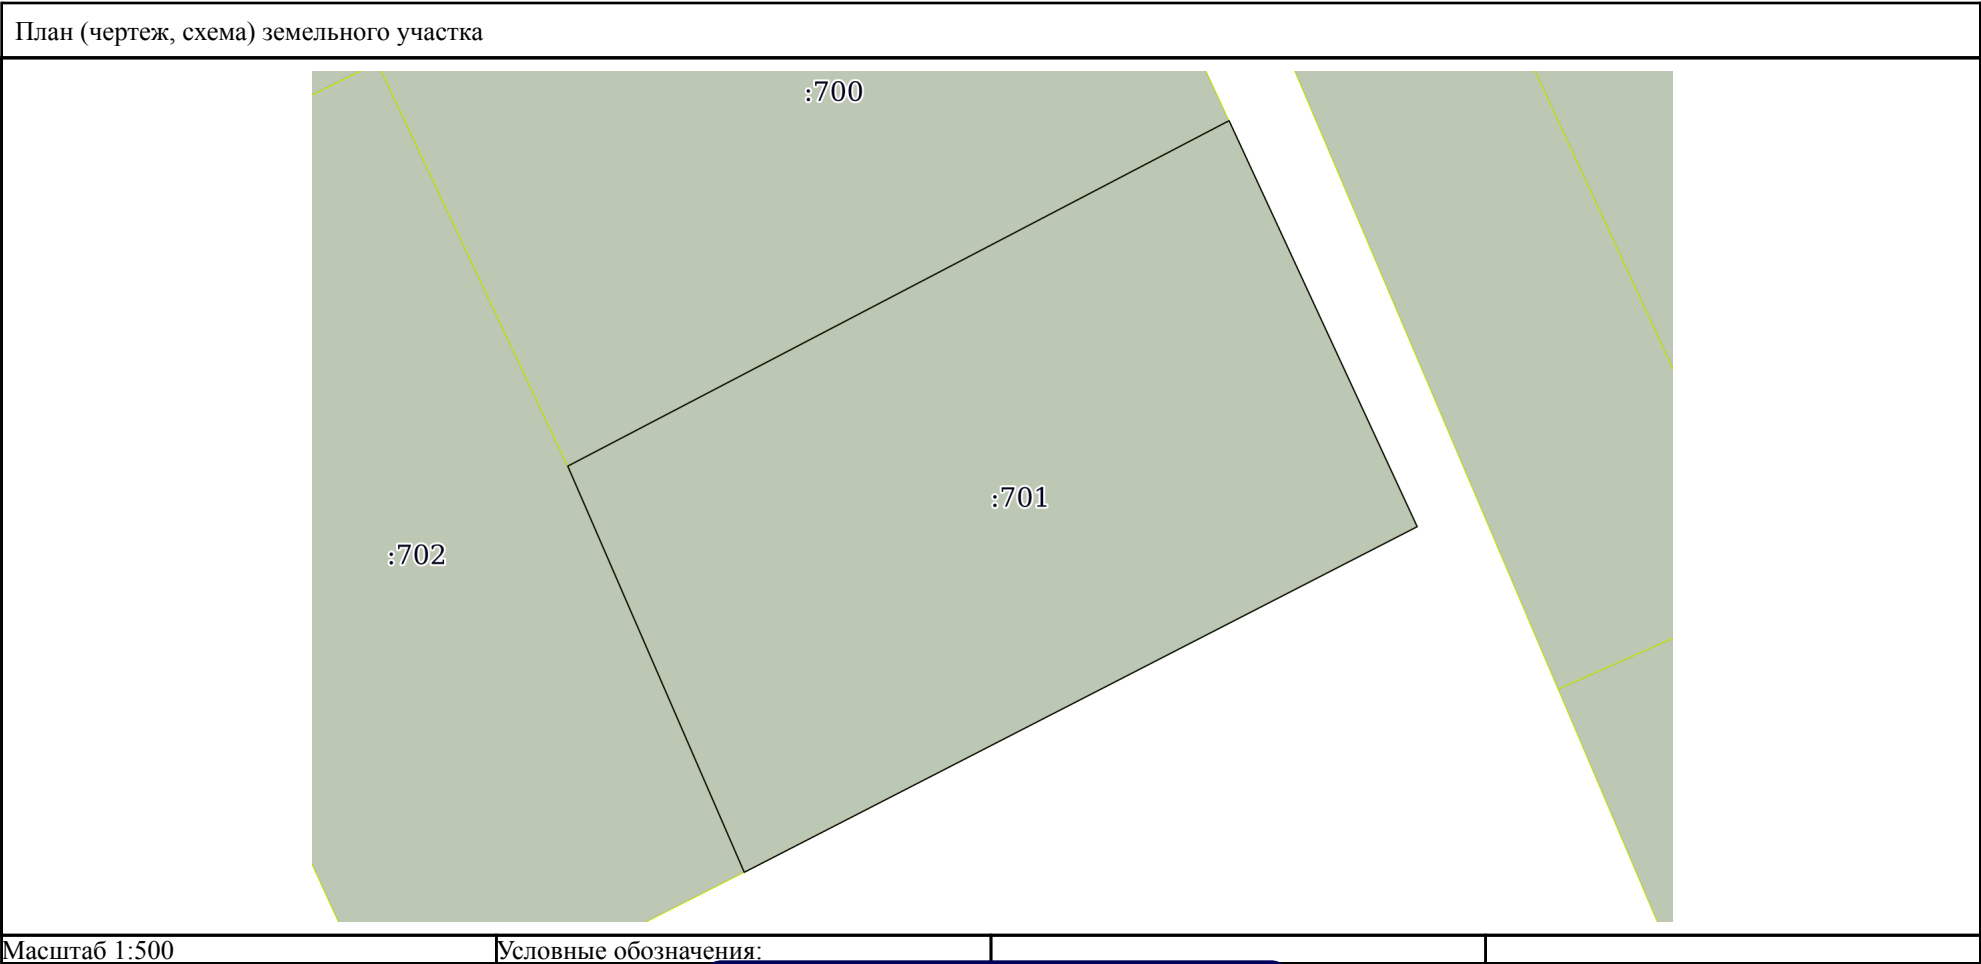 План (чертеж, схема) земельного участка
:700
:701
:702
Масштаб 1:500
Условные обозначения: